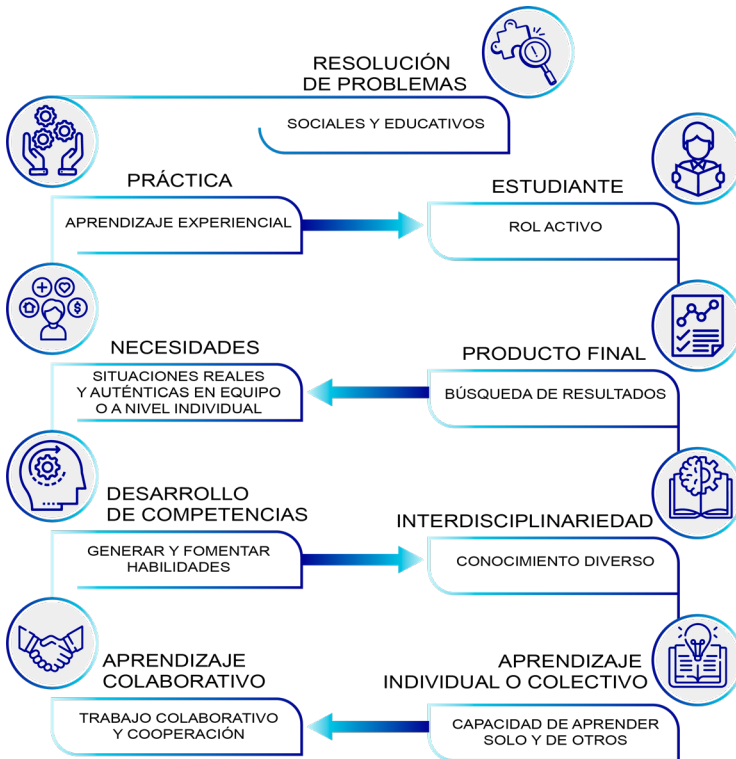 RESOLUCIÓN
DE PROBLEMAS
SOCIALES Y EDUCATIVOS
PRÁCTICA
APRENDIZAJE EXPERIENCIAL
ESTUDIANTE
ROL ACTIVO
NECESIDADES
SITUACIONES REALES
Y AUTÉNTICAS EN EQUIPO
O A NIVEL INDIVIDUAL
PRODUCTO FINAL
BÚSQUEDA DE RESULTADOS
DESARROLLO
DE COMPETENCIAS
GENERAR Y FOMENTAR
HABILIDADES
INTERDISCIPLINARIEDAD
CONOCIMIENTO DIVERSO
APRENDIZAJE
COLABORATIVO
TRABAJO COLABORATIVO
Y COOPERACIÓN
APRENDIZAJE
INDIVIDUAL O COLECTIVO
CAPACIDAD DE APRENDER
SOLO Y DE OTROS